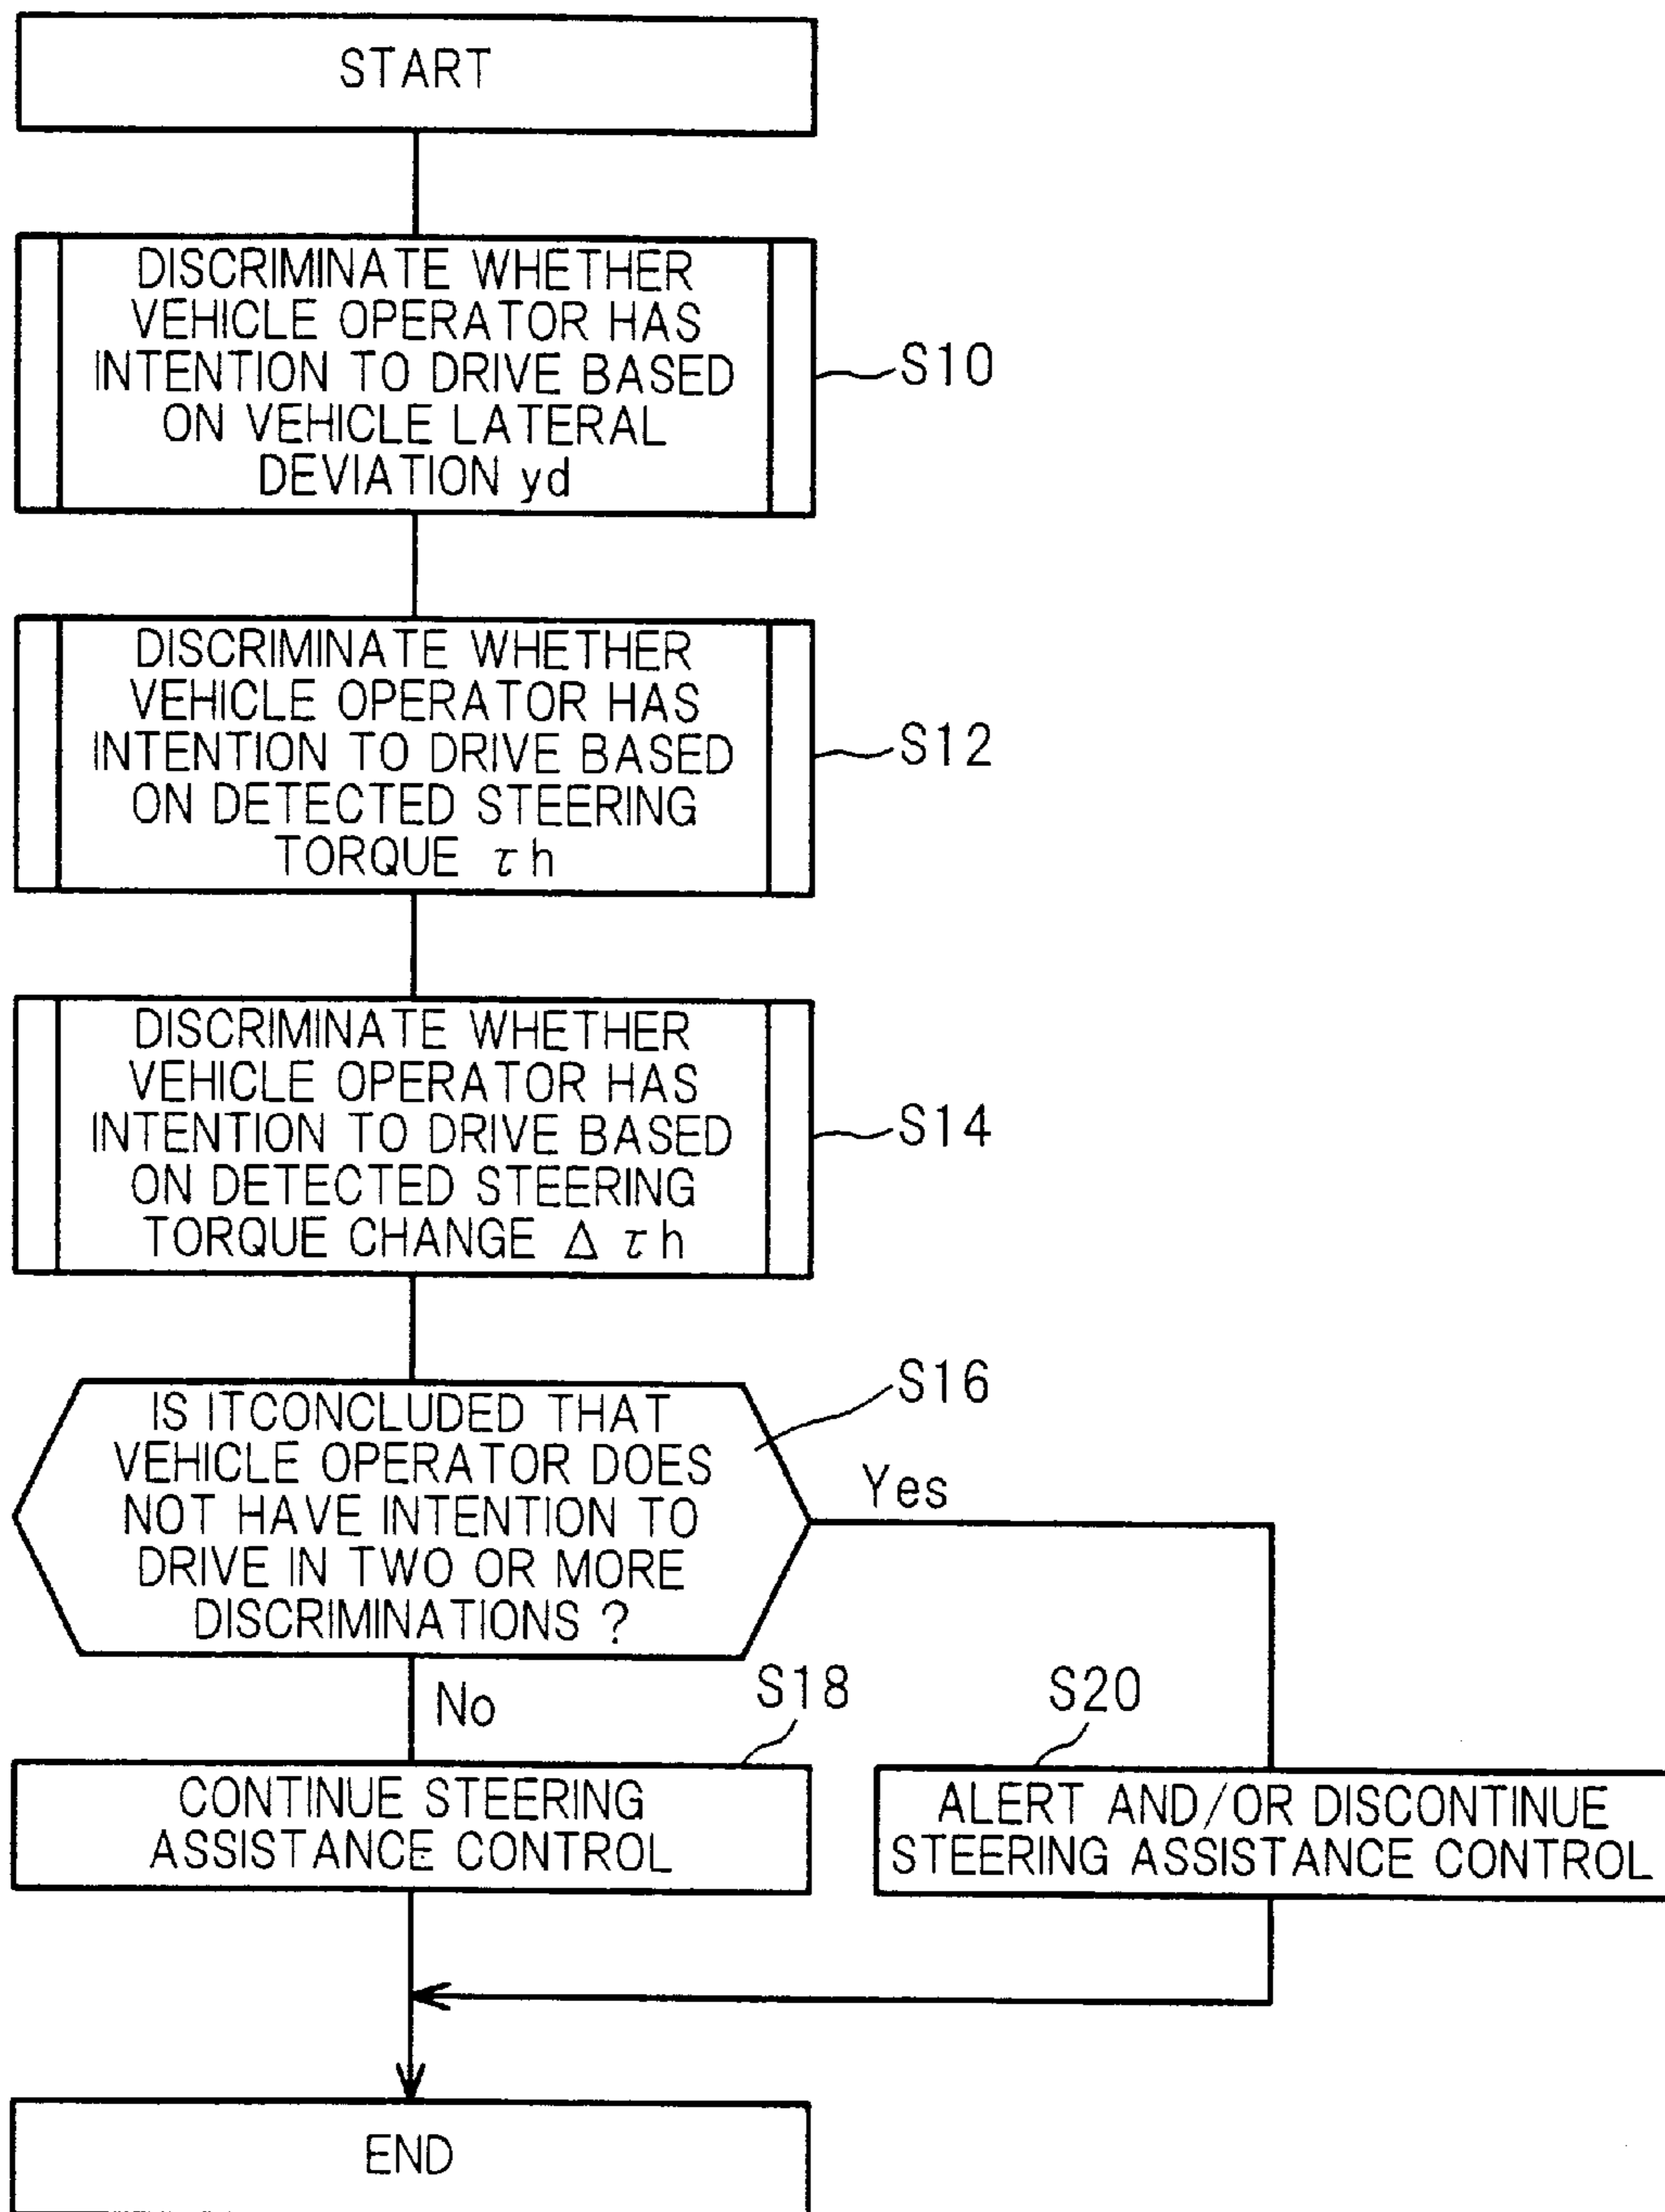 START
DISCRIMINATE WHETHER
VEHICLE OPERATOR HAS
INTENTION TO DRIVE BASED
ON VEHICLE LATERAL
DEVIATION yd
S10
DISCRIMINATE WHETHER
VEHICLE OPERATOR HAS
INTENTION TO DRIVE BASED
ON DETECTED STEERING
TORQUE τh
S12
DISCRIMINATE WHETHER
VEHICLE OPERATOR HAS
INTENTION TO DRIVE BASED
ON DETECTED STEERING
TORQUE CHANGE Δ τh
S14
IS ITCONCLUDED THAT
VEHICLE OPERATOR DOES
NOT HAVE INTENTION TO
DRIVE IN TWO OR MORE
DISCRIMINATIONS ?
S16
Yes
No
S18
CONTINUE STEERING
ASSISTANCE CONTROL
S20
ALERT AND/OR DISCONTINUE
STEERING ASSISTANCE CONTROL
END